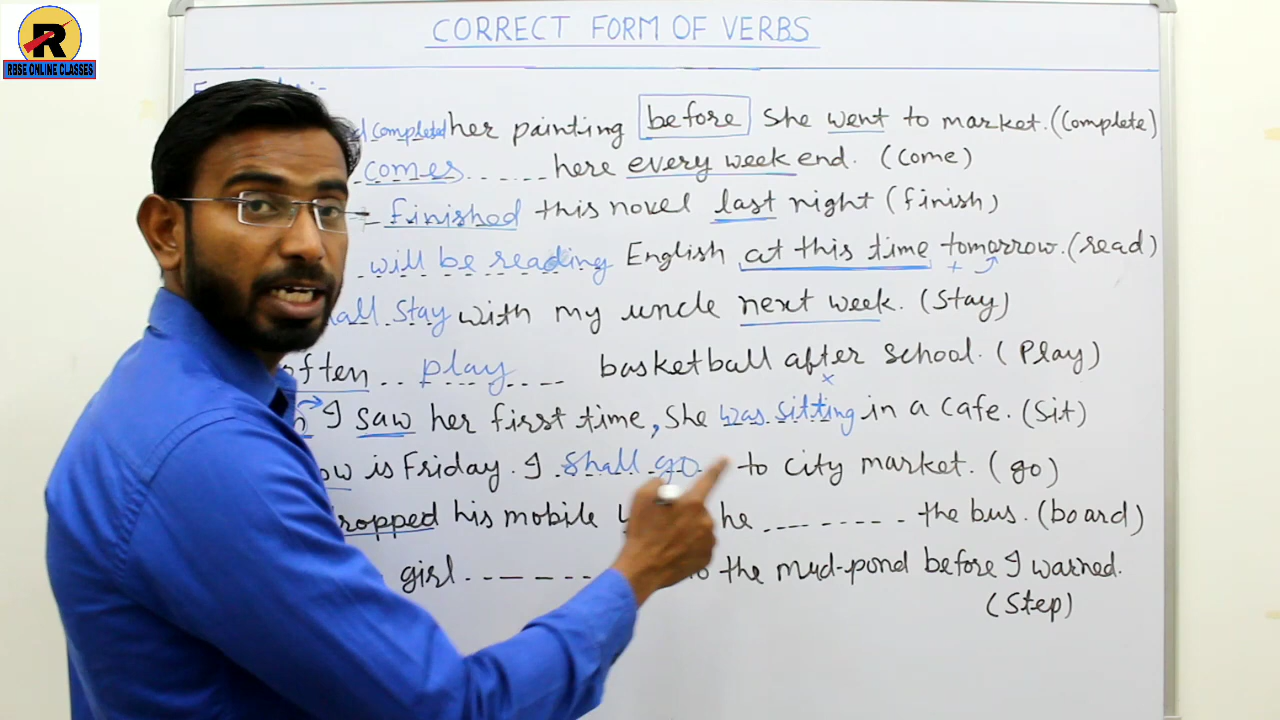 R
RBSE ONLINE CLASSES
CORRECT FORM OF VERBS
completed her painting before she went to market. (Complete)
comes here every week end. (Come)
finished this novel last night (finish)
will be reading English at this time tomorrow. (read)
Stay with my uncle next week. (Stay)
often play basketball after school. (Play)
I saw her first time, she was sitting in a cafe. (Sit)
is Friday. I shall go to city market. (go)
his mobile he the bus. (board)
girl the mud-pond before I warned.
(Step)